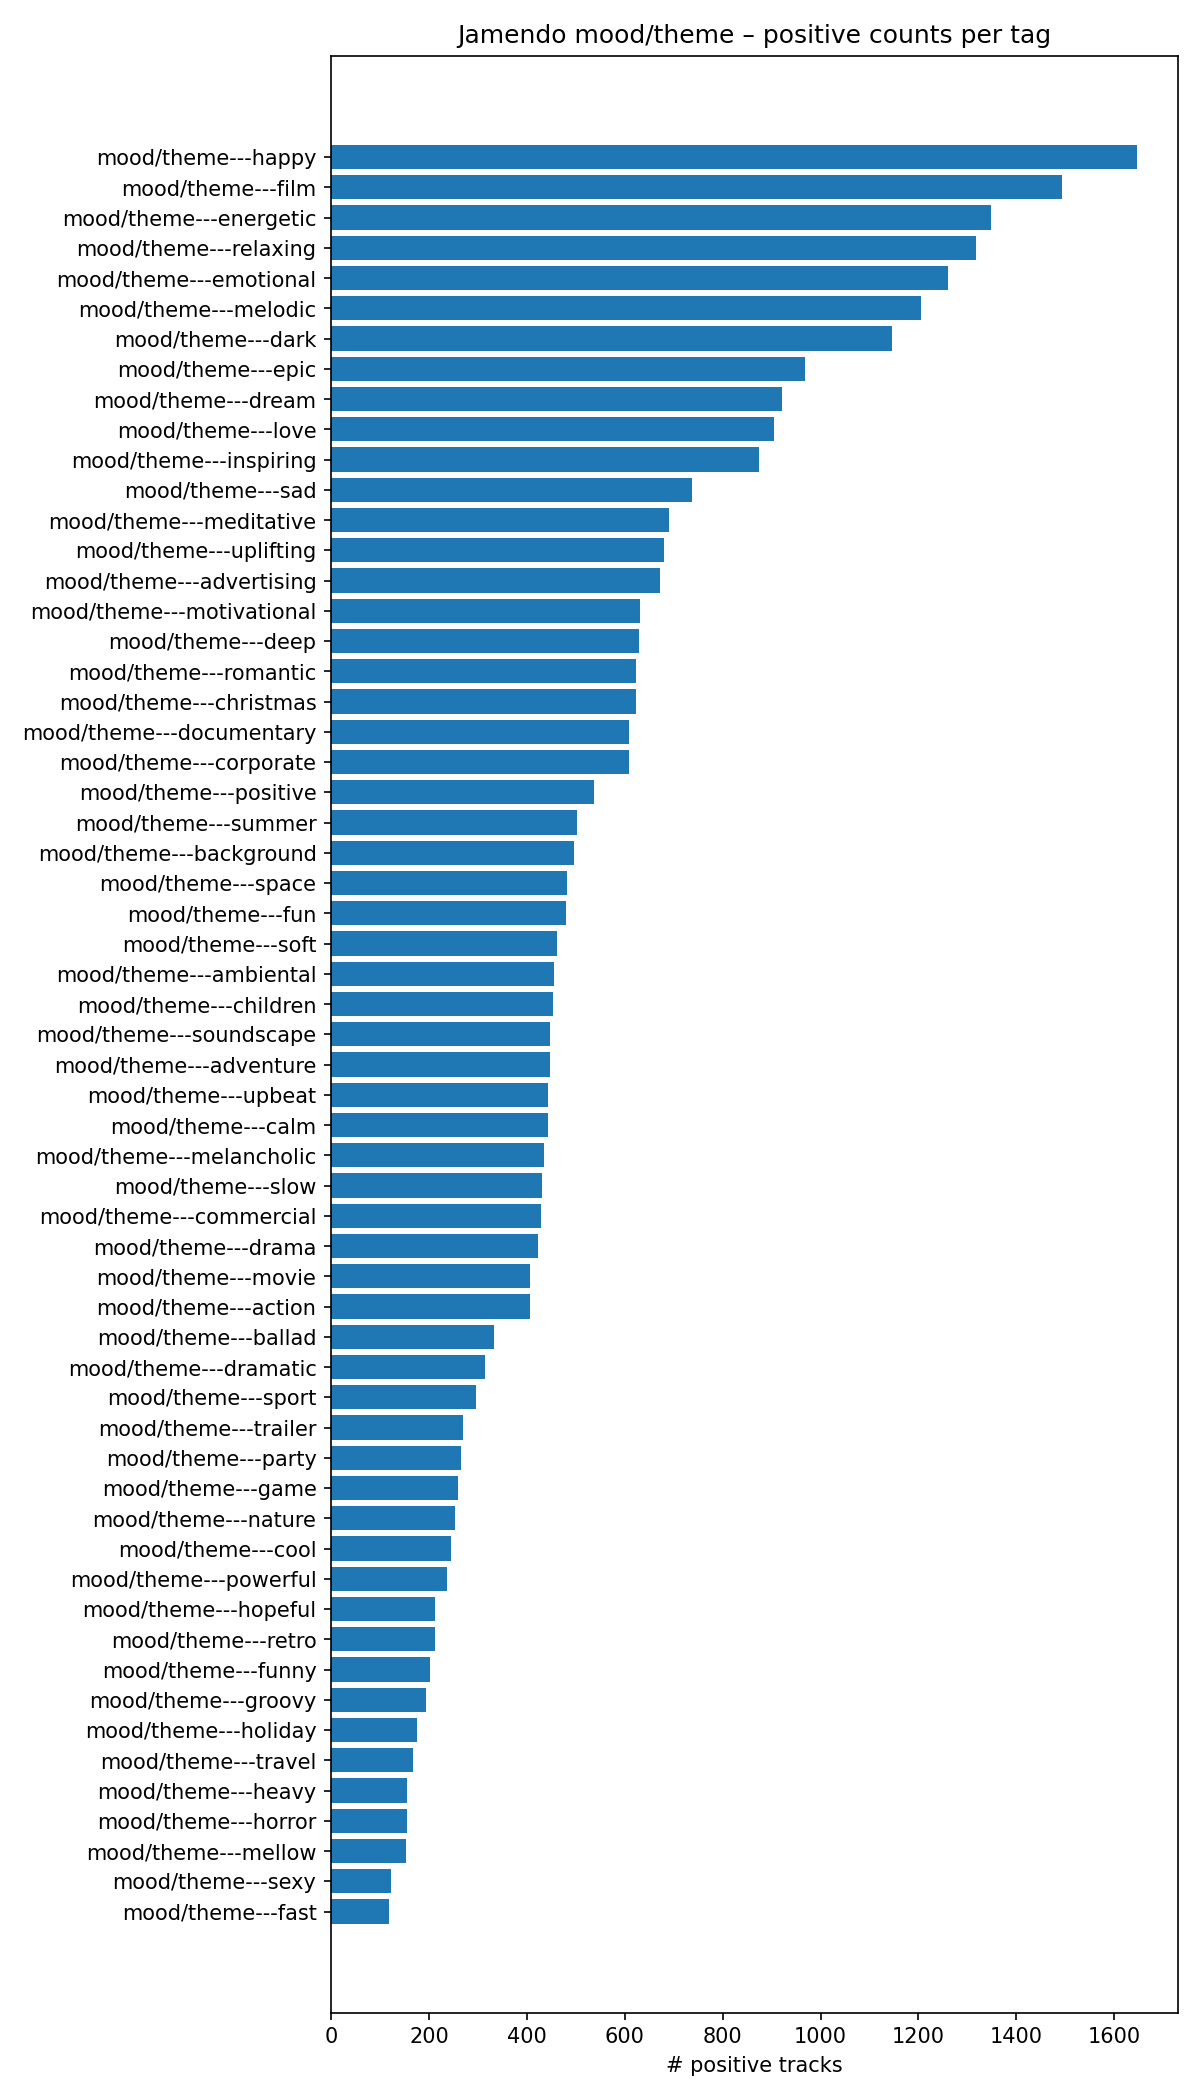 Jamendo mood/theme – positive counts per tag
mood/theme---happy
mood/theme---film
mood/theme---energetic
mood/theme---relaxing
mood/theme---emotional
mood/theme---melodic
mood/theme---dark
mood/theme---epic
mood/theme---dream
mood/theme---love
mood/theme---inspiring
mood/theme---sad
mood/theme---meditative
mood/theme---uplifting
mood/theme---advertising
mood/theme---motivational
mood/theme---deep
mood/theme---romantic
mood/theme---christmas
mood/theme---documentary
mood/theme---corporate
mood/theme---positive
mood/theme---summer
mood/theme---background
mood/theme---space
mood/theme---fun
mood/theme---soft
mood/theme---ambiental
mood/theme---children
mood/theme---soundscape
mood/theme---adventure
mood/theme---upbeat
mood/theme---calm
mood/theme---melancholic
mood/theme---slow
mood/theme---commercial
mood/theme---drama
mood/theme---movie
mood/theme---action
mood/theme---ballad
mood/theme---dramatic
mood/theme---sport
mood/theme---trailer
mood/theme---party
mood/theme---game
mood/theme---nature
mood/theme---cool
mood/theme---powerful
mood/theme---hopeful
mood/theme---retro
mood/theme---funny
mood/theme---groovy
mood/theme---holiday
mood/theme---travel
mood/theme---heavy
mood/theme---horror
mood/theme---mellow
mood/theme---sexy
mood/theme---fast
0 200 400 600 800 1000 1200 1400 1600
# positive tracks